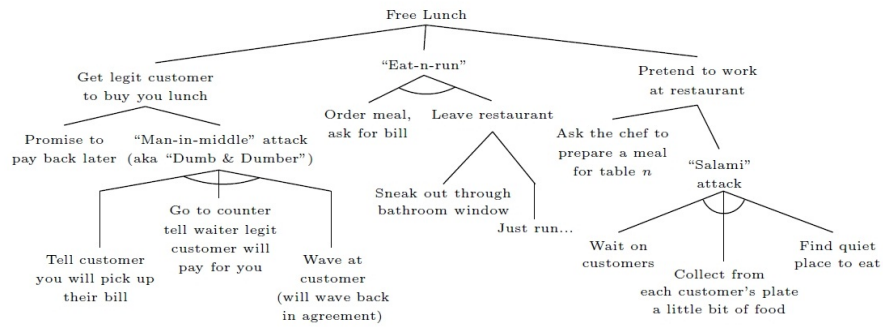 Free Lunch
Get legit customer
to buy you lunch
“Eat-n-run”
Pretend to work
at restaurant
Promise to
pay back later
“Man-in-middle” attack
(aka “Dumb & Dumber”)
Order meal,
ask for bill
Leave restaurant
Ask the chef to
prepare a meal
for table n
“Salami”
attack
Tell customer
you will pick up
their bill
Go to counter
tell waiter legit
customer will
pay for you
Wave at
customer
(will wave back
in agreement)
Sneak out through
bathroom window
Just run...
Wait on
customers
Collect from
each customer’s plate
a little bit of food
Find quiet
place to eat